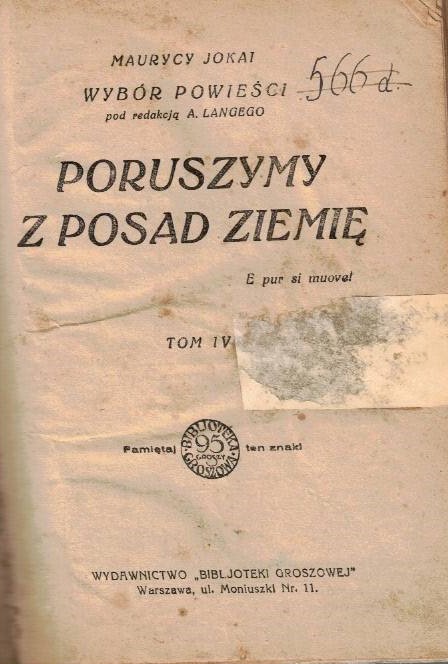 MAURYCY JOKAI
WYBÓR POWIEŚCI
566 d.
pod redakcją A. LANGEGO
PORUSZYMY
Z POSAD ZIEMIĘ
E pur si muove!
TOM IV
Pamiętaj
BIBLJOTEKA
95
GROSZY
GROSZOWA
ten znak!
WYDAWNICTWO „BIBLJOTEKI GROSZOWEJ"
Warszawa, ul. Moniuszki Nr. 11.